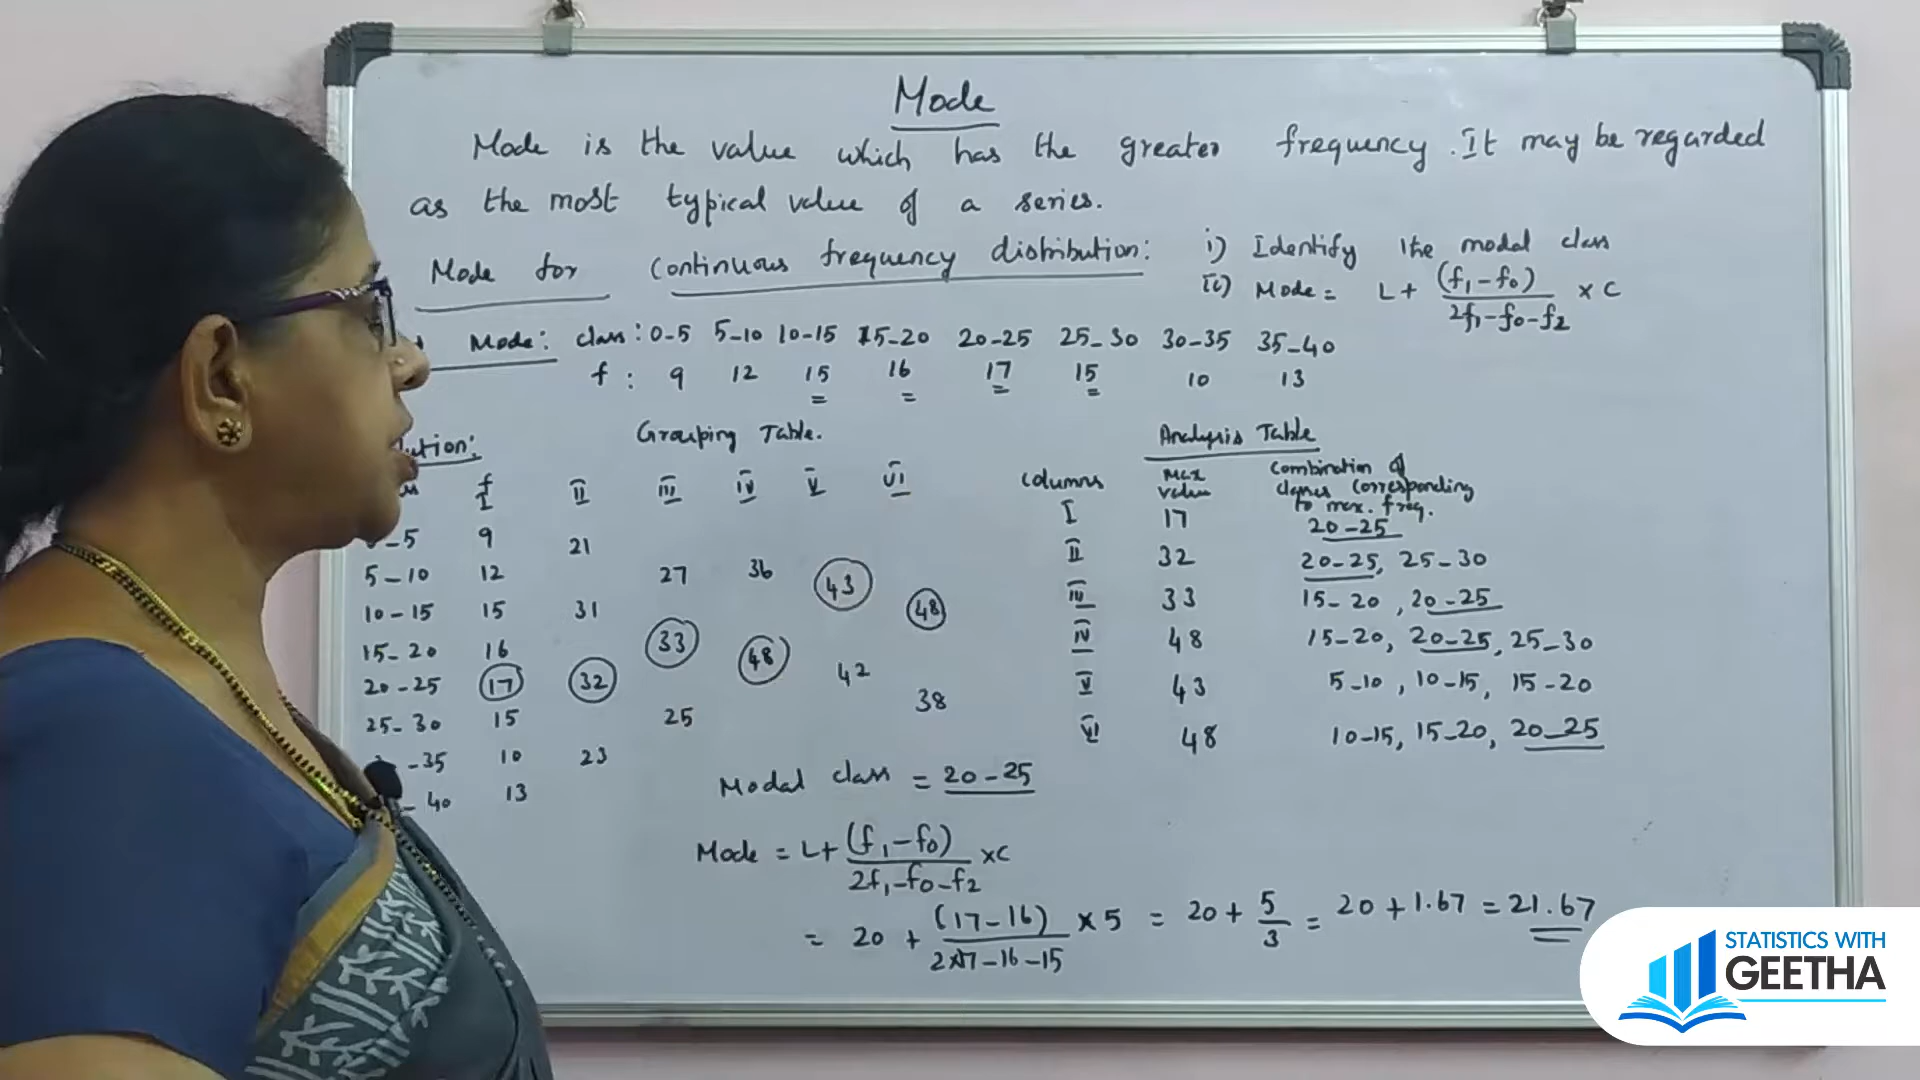 Mode
Mode is the value which has the greater frequency. It may be regarded
as the most typical value of a series.
Mode for continuous frequency distribution:
i) Identify the modal class
ii) Mode = L + (f₁-f₀) / 2f₁-f₀-f₂ × C
Mode: class: 0-5 5-10 10-15 15-20 20-25 25-30 30-35 35-40
f: 9 12 15 16 17 15 10 13
Grouping Table.
f
I II III IV V VI
-5 9
21
5-10 12
27 36 43
10-15 15
31 48
15-20 16
33 48
20-25 17
32 42
25-30 15
25 38
-35 10
23
- 40 13
Analysis Table
columns Max value combination of classes corresponding to max. freq.
I 17 20-25
II 32 20-25, 25-30
III 33 15-20, 20-25
IV 48 15-20, 20-25, 25-30
V 43 5-10, 10-15, 15-20
VI 48 10-15, 15-20, 20-25
Modal class = 20-25
Mode = L + (f₁-f₀) / 2f₁-f₀-f₂ × C
= 20 + (17-16) / 2×17-16-15 × 5 = 20 + 5/3 = 20 + 1.67 = 21.67
STATISTICS WITH
GEETHA